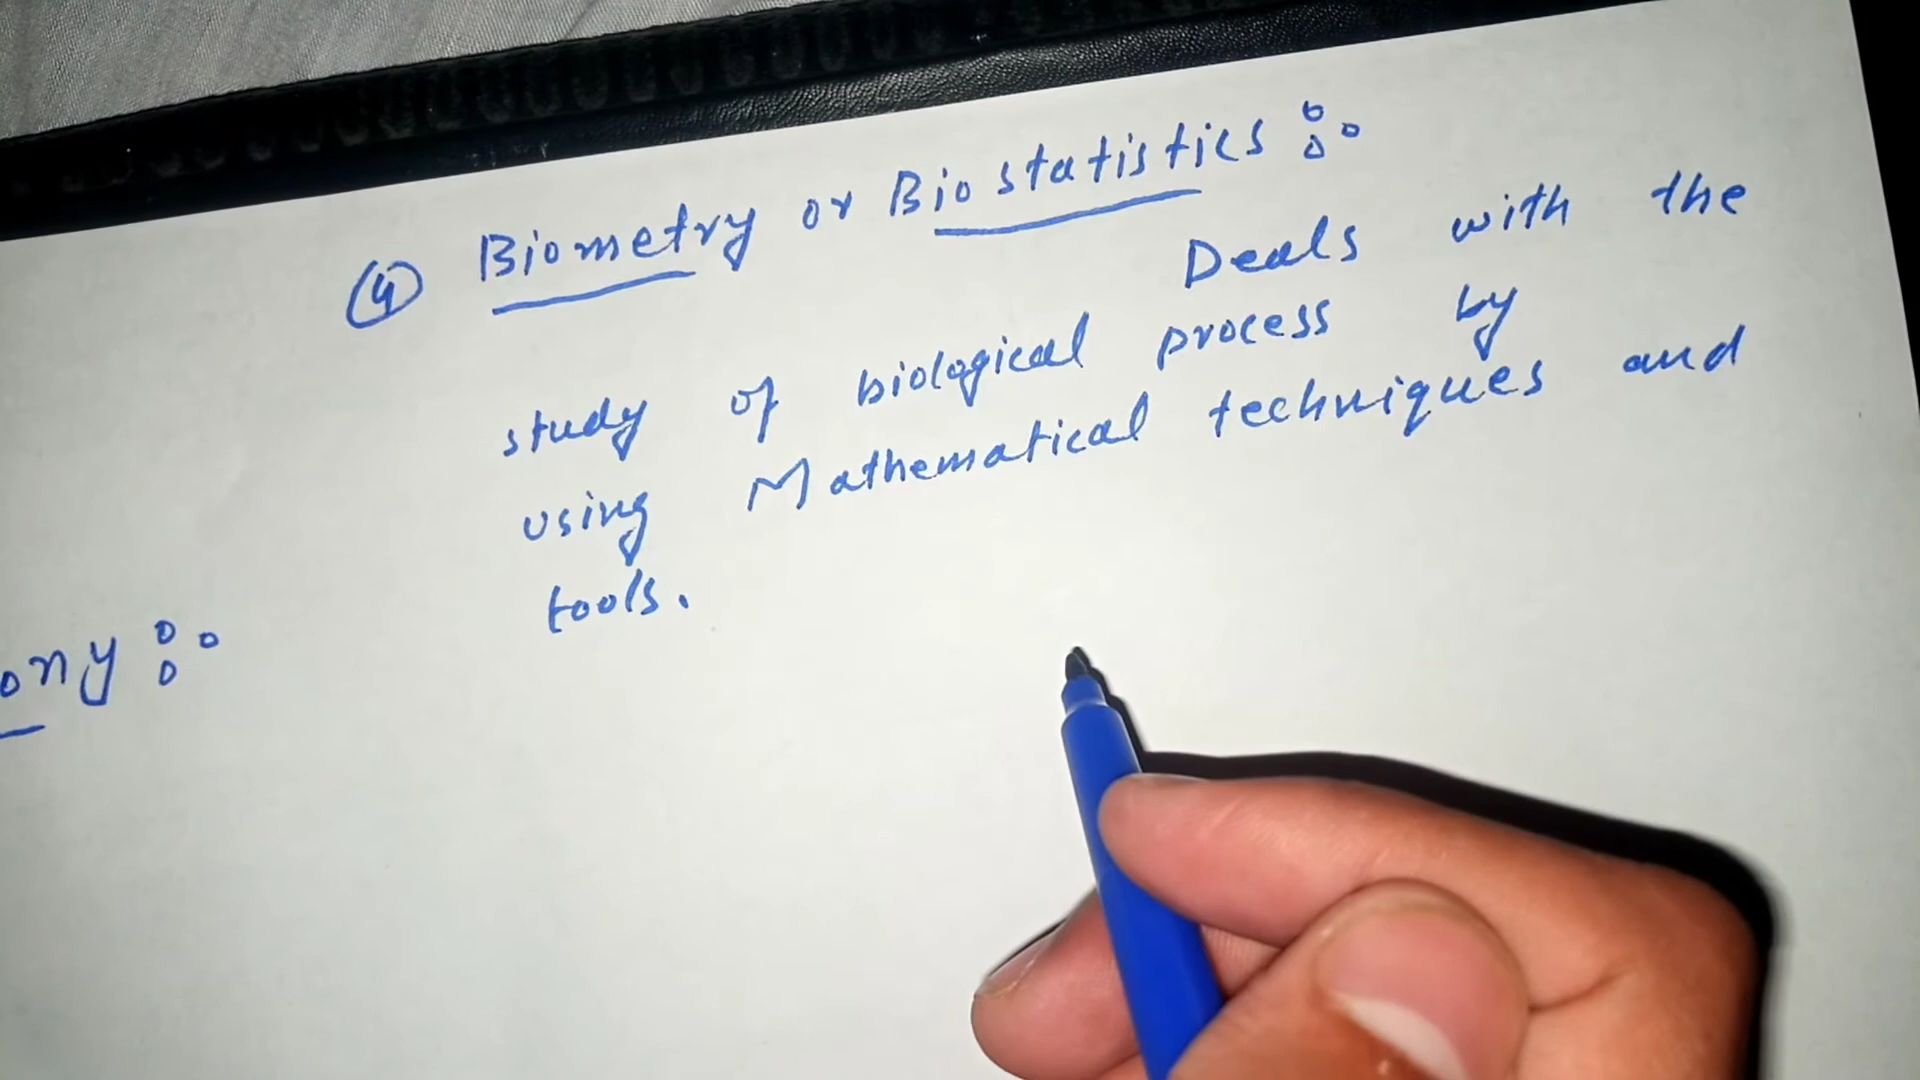 ④ Biometry or Biostatistics :
Deals with the
study of biological process by
using Mathematical techniques and
tools.
ony :